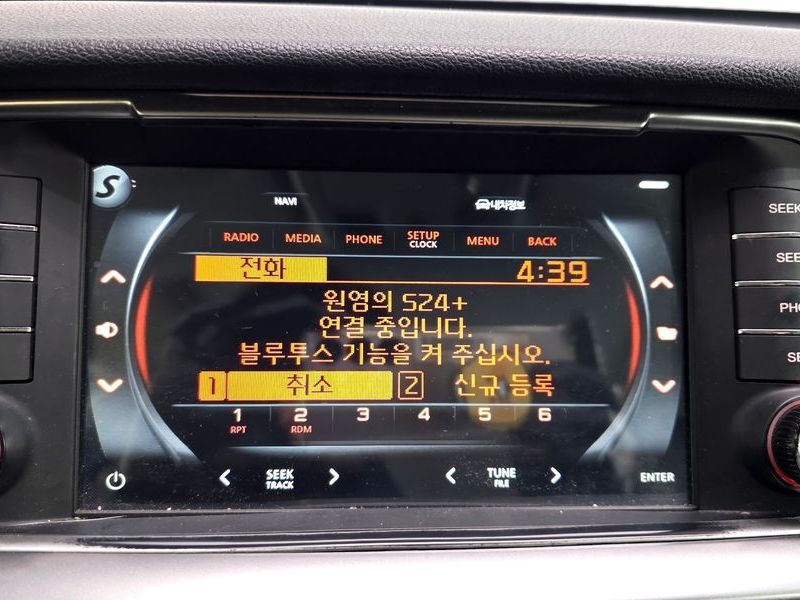 S
NAVI
내차정보
RADIO MEDIA PHONE SETUP CLOCK MENU BACK
전화 4:39
원영의 S24+
연결 중입니다.
블루투스 기능을 켜 주십시오.
1 취소 2 신규 등록
1 2 3 4 5 6
RPT RDM
SEEK TRACK TUNE FILE ENTER
SEEK
SEE
PHO
SE